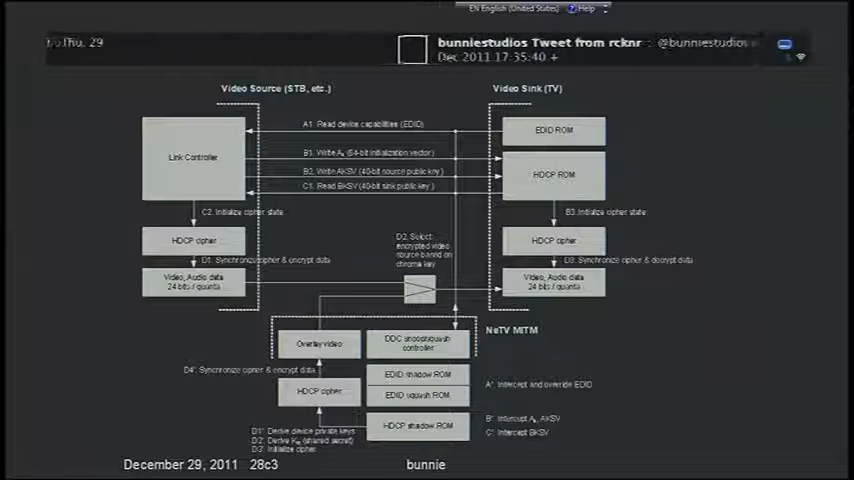 EN English (United States) ? Help
Thu, 29
bunniestudios Tweet from rcknr : @bunniestudios
Dec 2011 17:35:40 +
Video Source (STB, etc.)
Video Sink (TV)
A1. Read device capabilities (EDID)
EDID ROM
Link Controller
B1. Write Aₙ (64-bit initialization vector)
B2. Write AKSV (40-bit source public key)
C1. Read BKSV (40-bit sink public key)
HDCP ROM
C2. Initialize cipher state
B3. Initialize cipher state
HDCP cipher
HDCP cipher
D1. Synchronize cipher & encrypt data
D2. Select
encrypted video
source based on
chroma key
D3. Synchronize cipher & decrypt data
Video, Audio data
24 bits / quanta
Video, Audio data
24 bits / quanta
NeTV MITM
Overlay video
DDC snoop/squash
controller
D4'. Synchronize cipher & encrypt data
EDID shadow ROM
EDID squash ROM
A'. Intercept and override EDID
HDCP cipher
HDCP shadow ROM
B'. Intercept Aₙ, AKSV
C'. Intercept BKSV
D1'. Derive device private keys
D2'. Derive Kₘ (shared secret)
D3'. Initialize cipher
December 29, 2011 28c3
bunnie